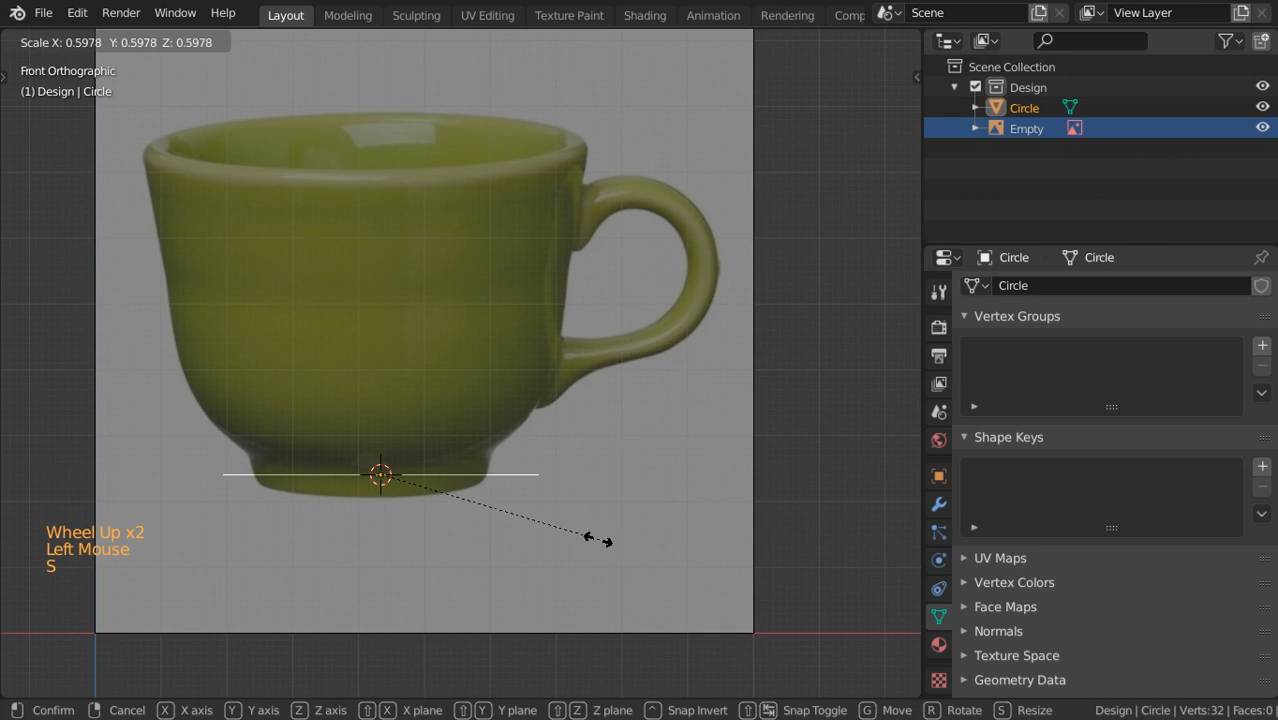 File Edit Render Window Help Layout Modeling Sculpting UV Editing Texture Paint Shading Animation Rendering Comp Scene View Layer
Scale X: 0.5978 Y: 0.5978 Z: 0.5978
Front Orthographic
(1) Design | Circle
Scene Collection
Design
Circle
Empty
Circle Circle
Circle
Vertex Groups
Shape Keys
UV Maps
Vertex Colors
Face Maps
Normals
Texture Space
Geometry Data
Wheel Up x2
Left Mouse
S
Confirm Cancel X X axis Y Y axis Z Z axis X X plane Y Y plane Z Z plane ^ Snap Invert Snap Toggle G Move R Rotate S Resize Design | Circle | Verts:32 | Faces:0 |